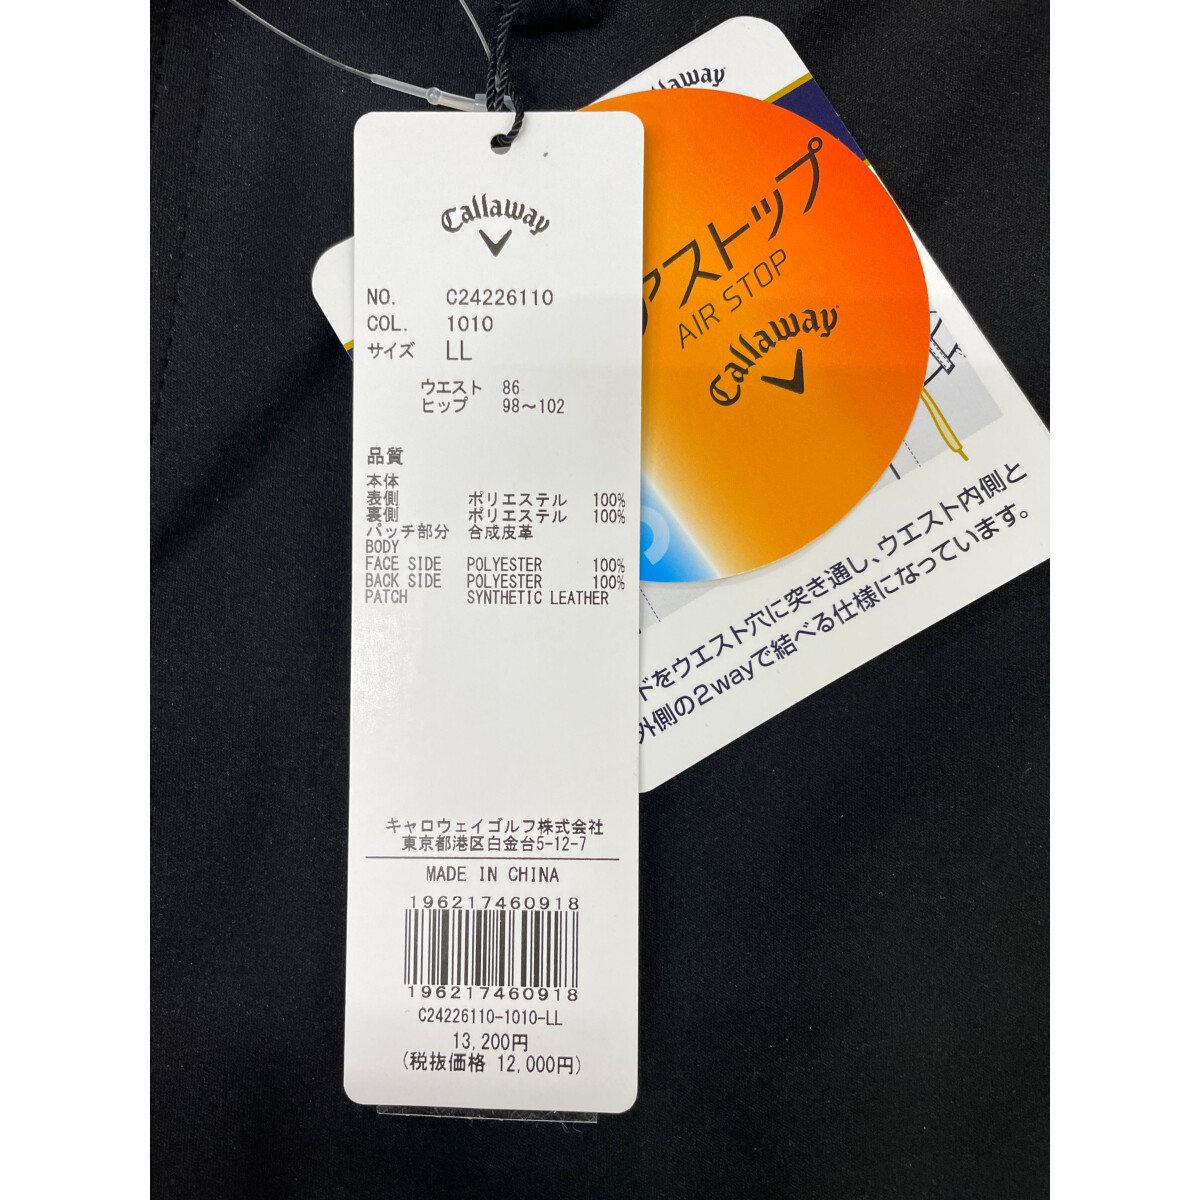 Callaway
NO. C24226110
COL. 1010
サイズ LL
ウエスト 86
ヒップ 98～102
品質
本体
表側 ポリエステル 100%
裏側 ポリエステル 100%
パッチ部分 合成皮革
BODY
FACE SIDE POLYESTER 100%
BACK SIDE POLYESTER 100%
PATCH SYNTHETIC LEATHER
キャロウェイゴルフ株式会社
東京都港区白金台5-12-7
MADE IN CHINA
196217460918
196217460918
C24226110-1010-LL
13,200円
(税抜価格 12,000円)
アストップ
AIR STOP
Callaway
ドをウエスト穴に突き通し、ウエスト内側と
外側の2wayで結べる仕様になっています。